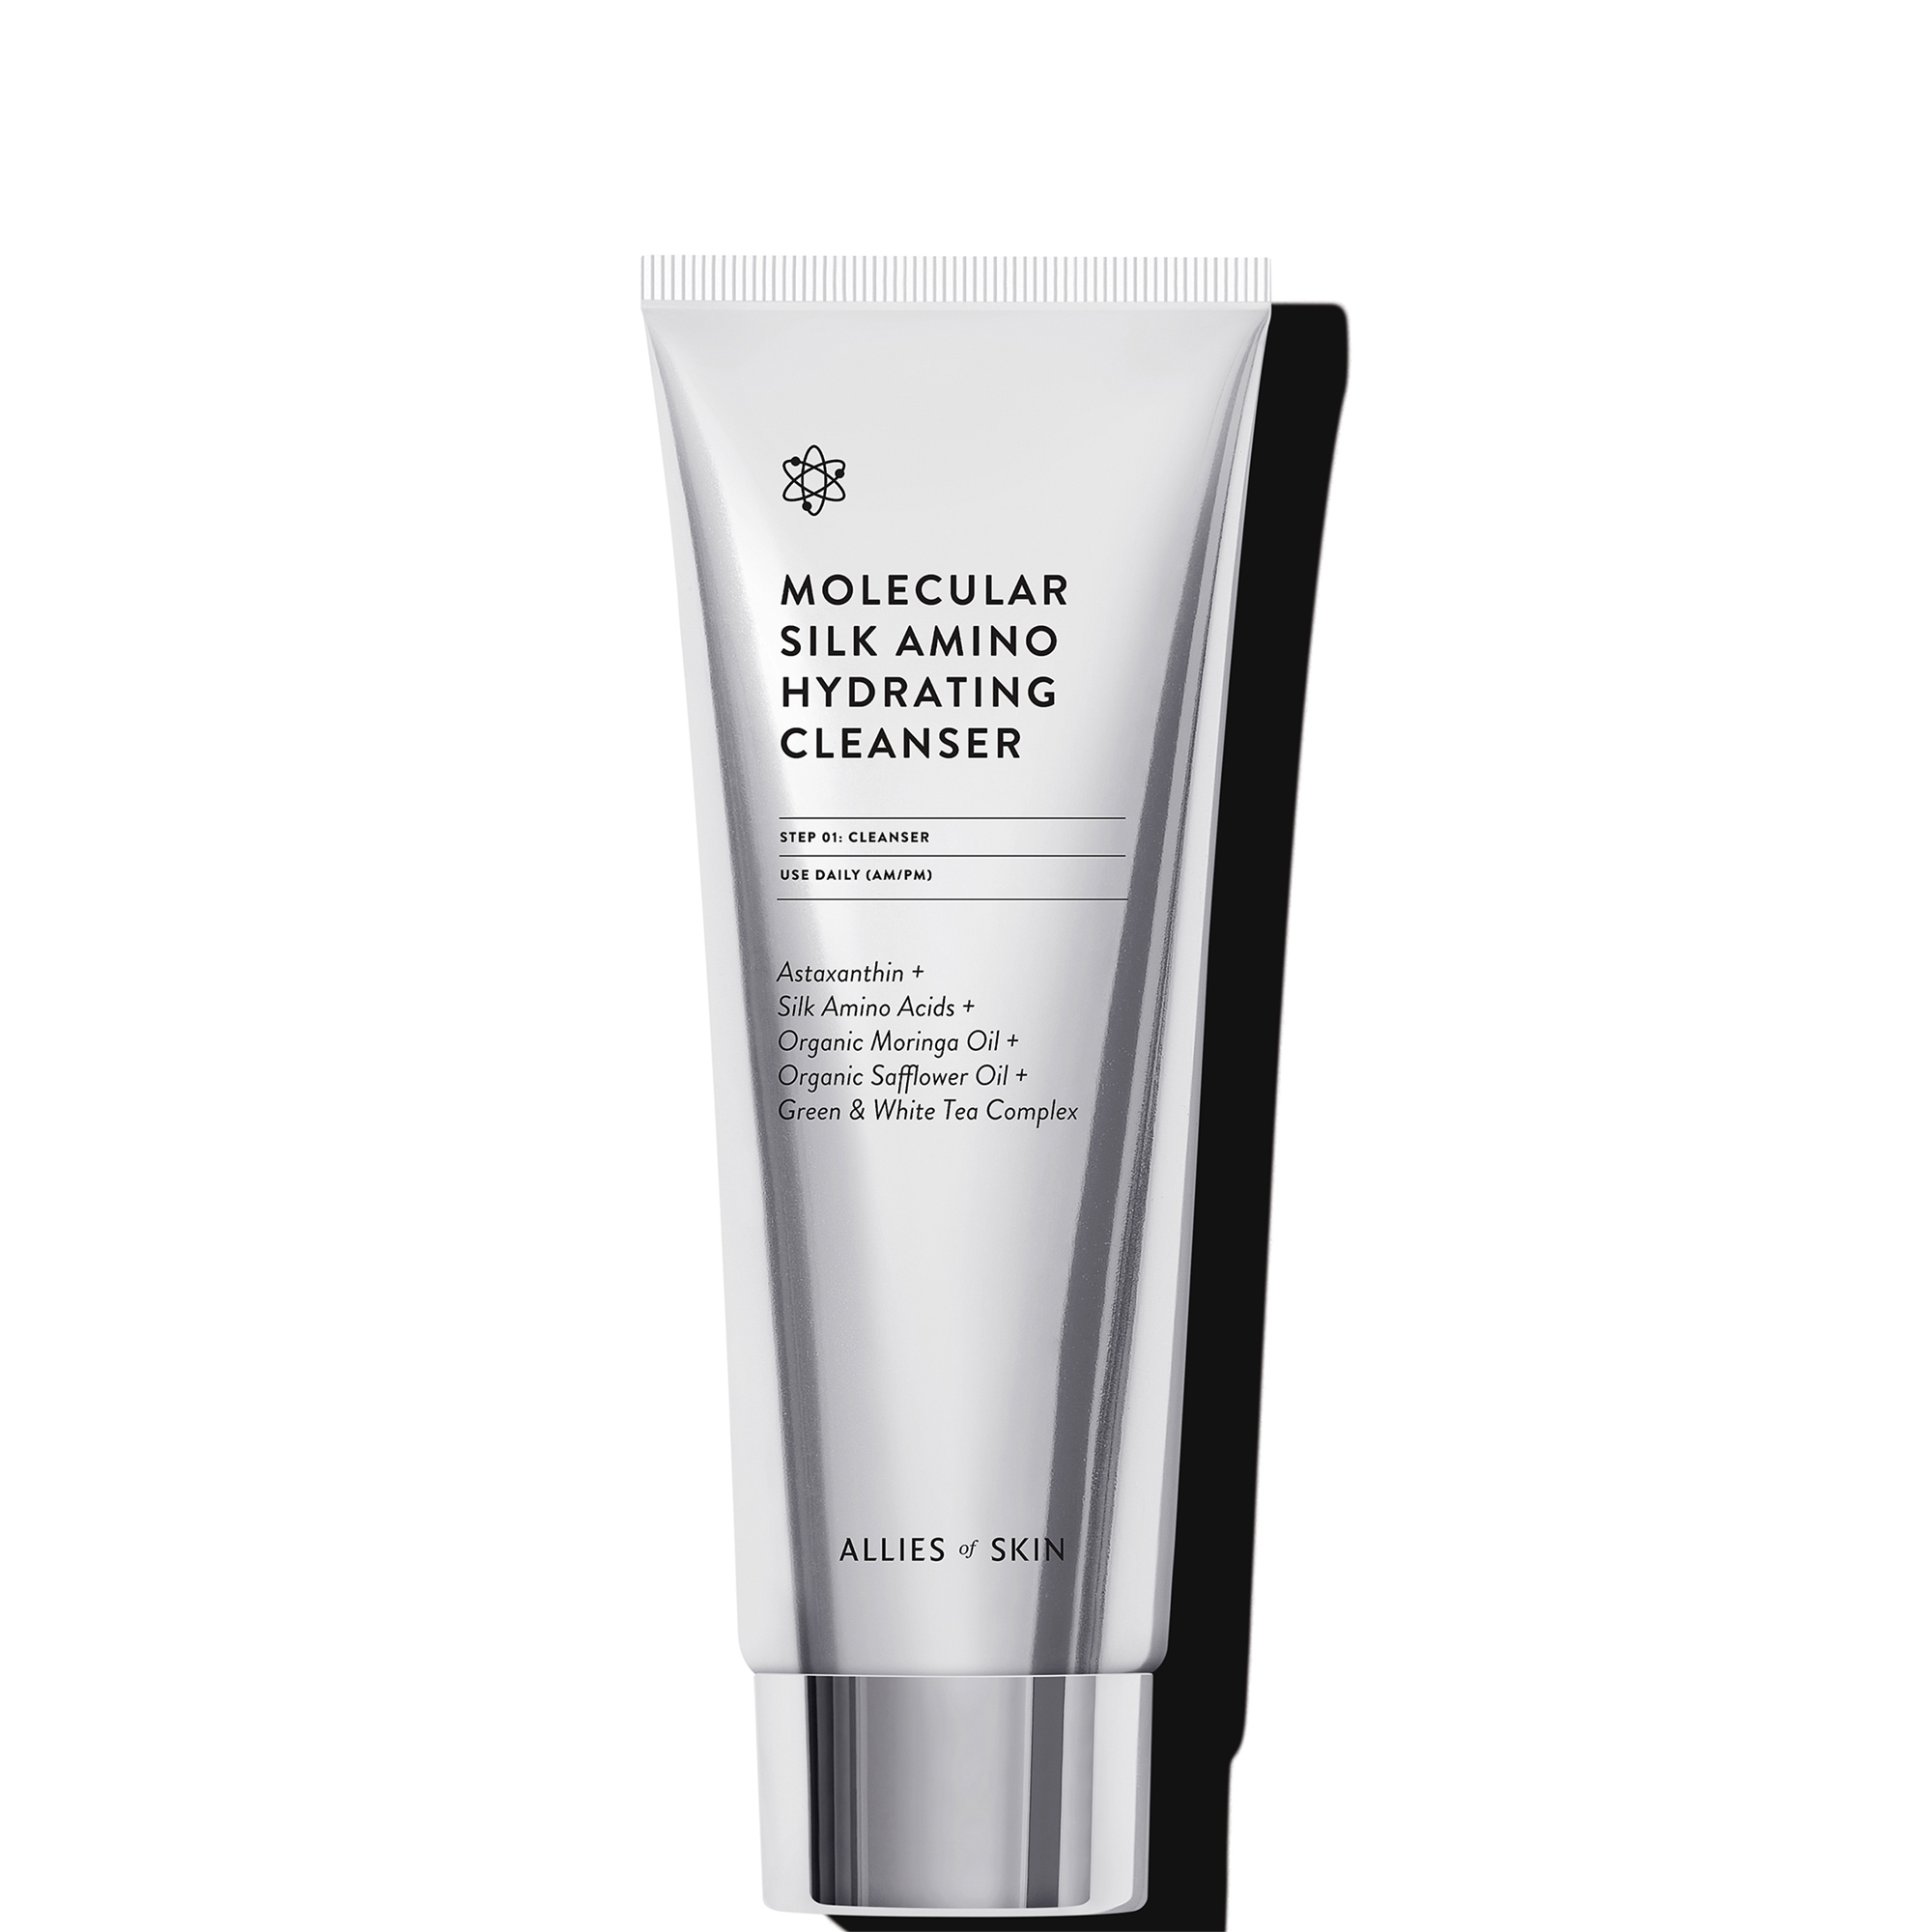 MOLECULAR
SILK AMINO
HYDRATING
CLEANSER
STEP 01: CLEANSER
USE DAILY (AM/PM)
Astaxanthin +
Silk Amino Acids +
Organic Moringa Oil +
Organic Safflower Oil +
Green & White Tea Complex
ALLIES of SKIN